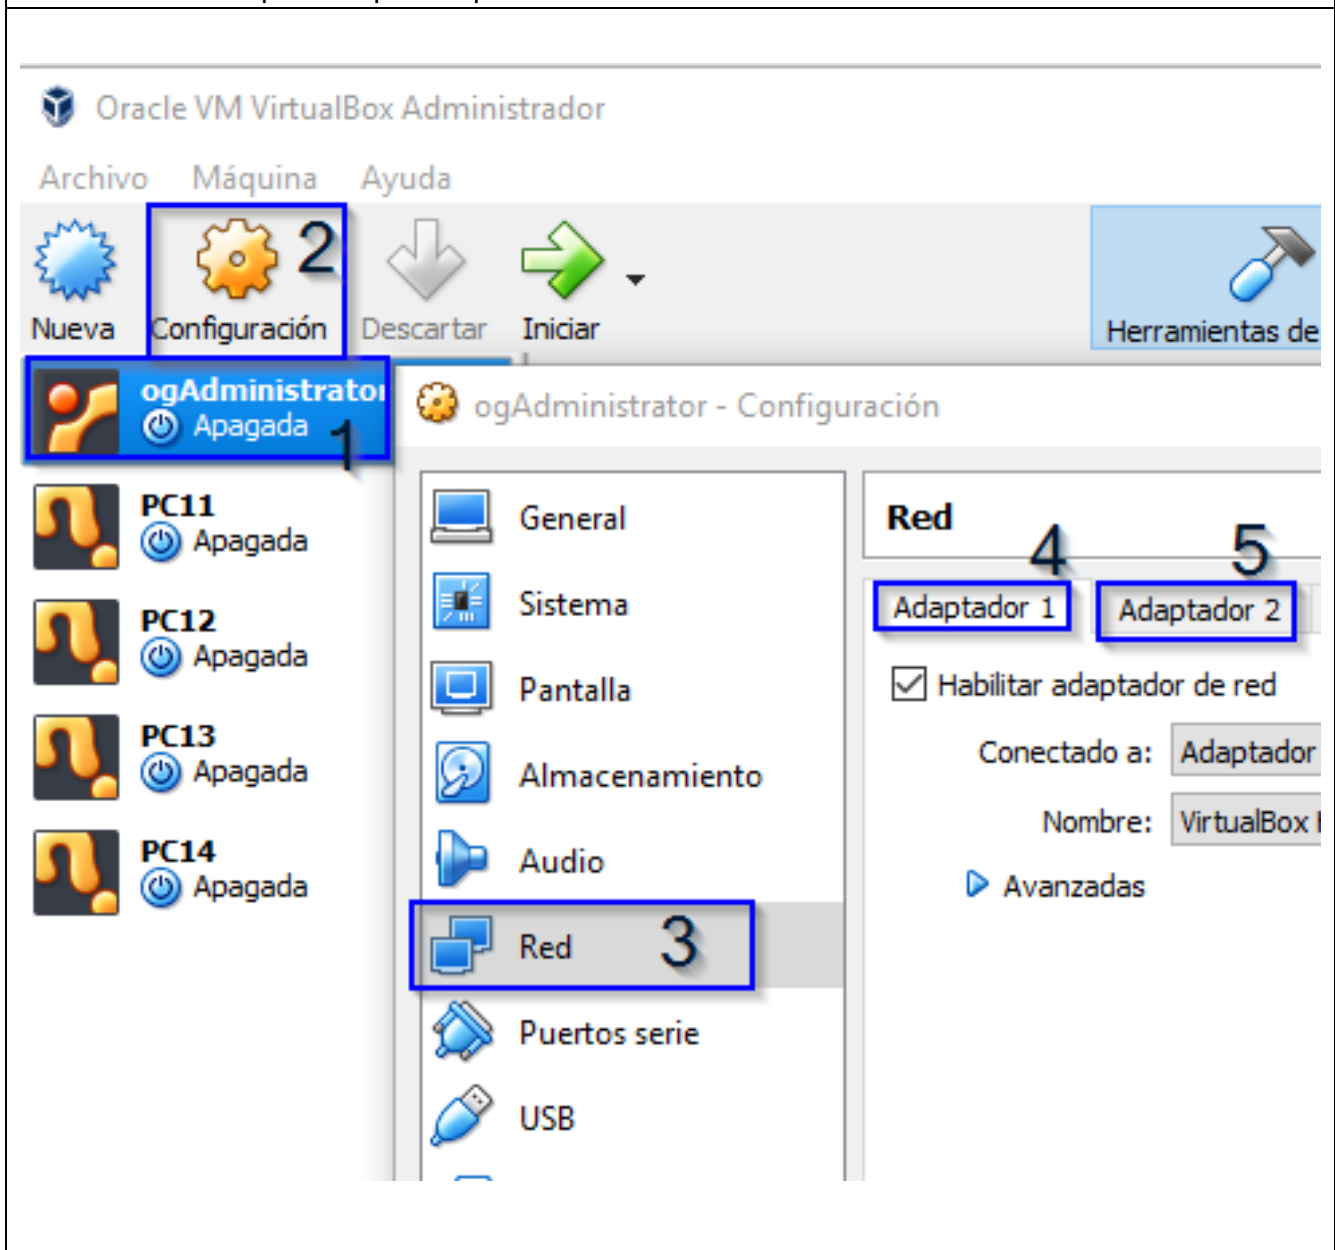 Oracle VM VirtualBox Administrador
Archivo Máquina Ayuda
2
Nueva Configuración Descartar Iniciar
Herramientas de
ogAdministrator
Apagada
1
PC11
Apagada
PC12
Apagada
PC13
Apagada
PC14
Apagada
ogAdministrator - Configuración
General
Sistema
Pantalla
Almacenamiento
Audio
Red 3
Puertos serie
USB
Red
4 5
Adaptador 1 Adaptador 2
Habilitar adaptador de red
Conectado a: Adaptador
Nombre: VirtualBox
Avanzadas